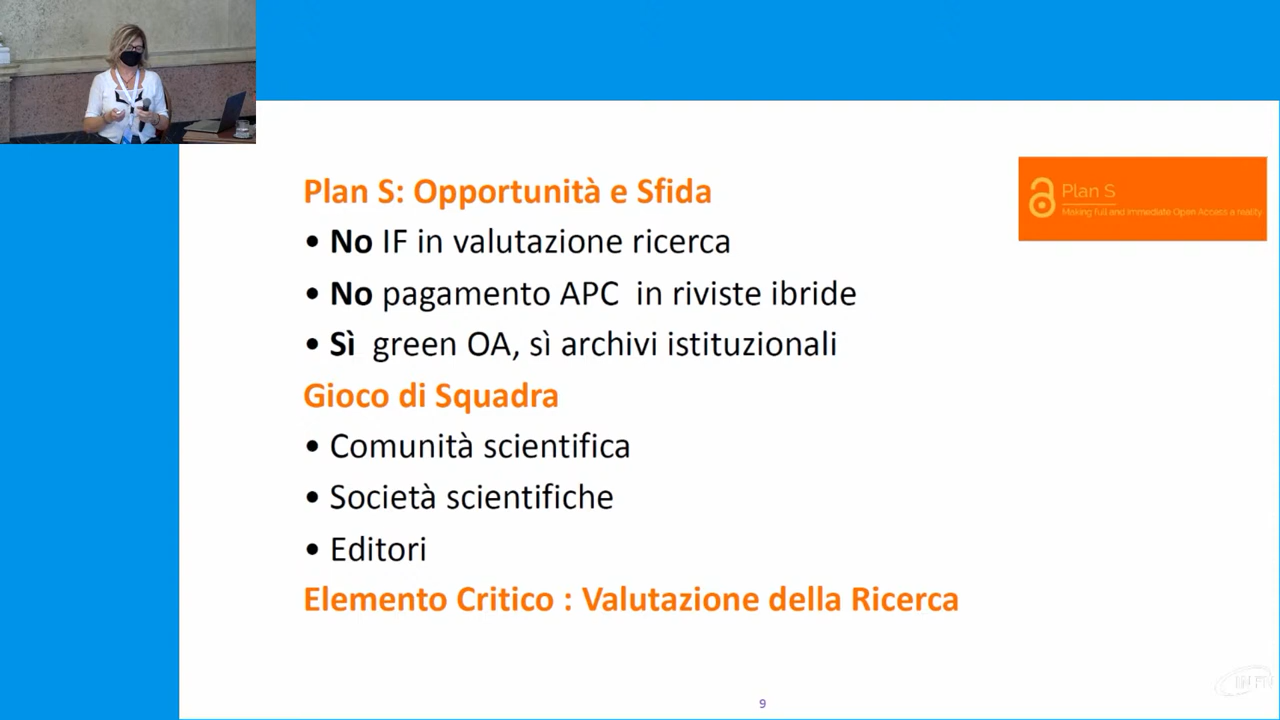 Plan S: Opportunità e Sfida
• No IF in valutazione ricerca
• No pagamento APC in riviste ibride
• Sì green OA, sì archivi istituzionali
Gioco di Squadra
• Comunità scientifica
• Società scientifiche
• Editori
Elemento Critico : Valutazione della Ricerca
Plan S
Making full and immediate Open Access a reality
9